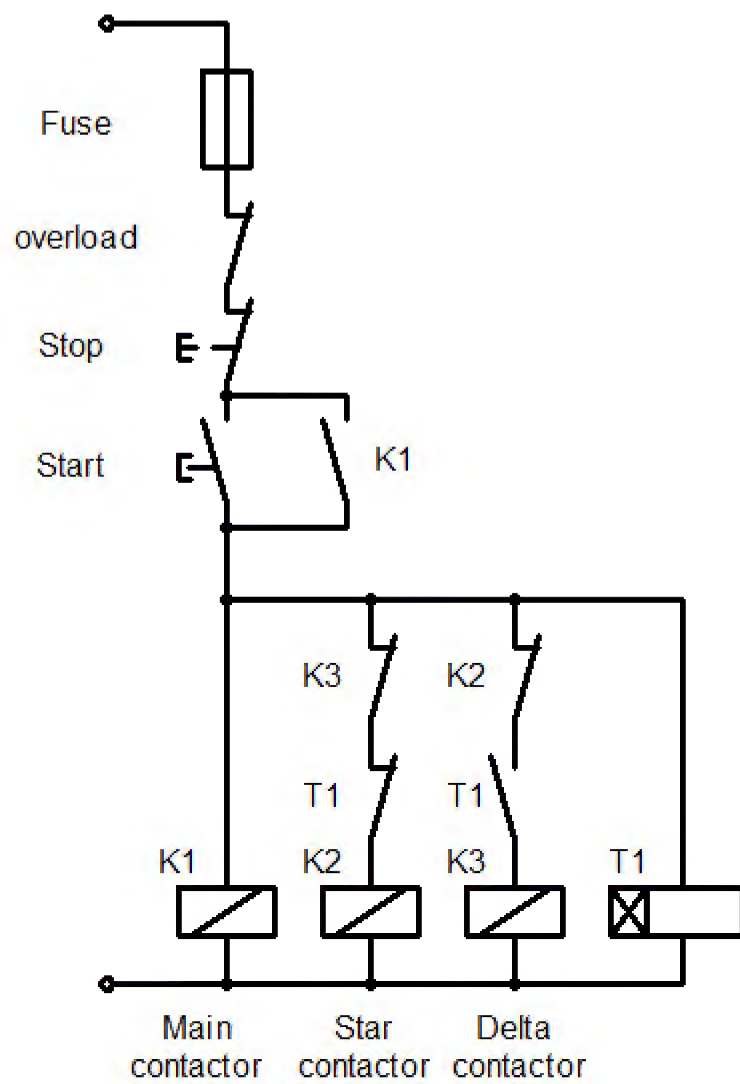 Fuse
overload
Stop
Start
K1
K3 K2
T1 T1
K1 K2 K3 T1
Main Star Delta
contactor contactor contactor